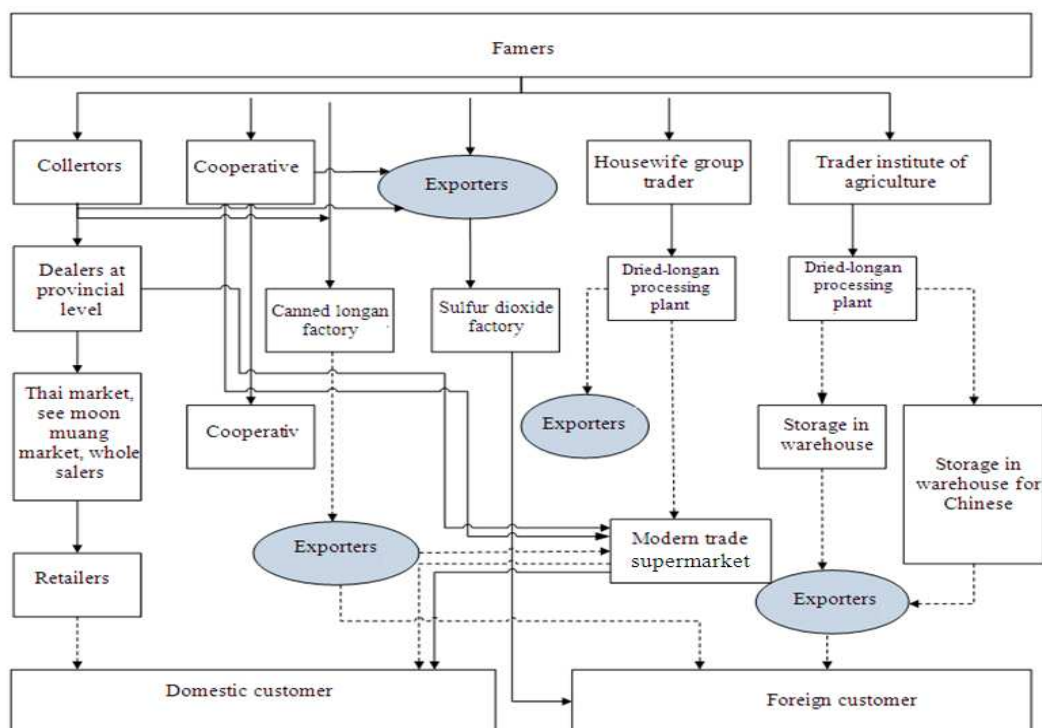 Famers
Collertors
Cooperative
Exporters
Housewife group
trader
Trader institute of
agriculture
Dealers at
provincial
level
Canned longan
factory
Sulfur dioxide
factory
Dried-longan
processing
plant
Dried-longan
processing
plant
Thai market,
see moon
muang
market, whole
salers
Cooperativ
Exporters
Storage in
warehouse
Storage in
warehouse for
Chinese
Exporters
Modern trade
supermarket
Retailers
Exporters
Domestic customer
Foreign customer